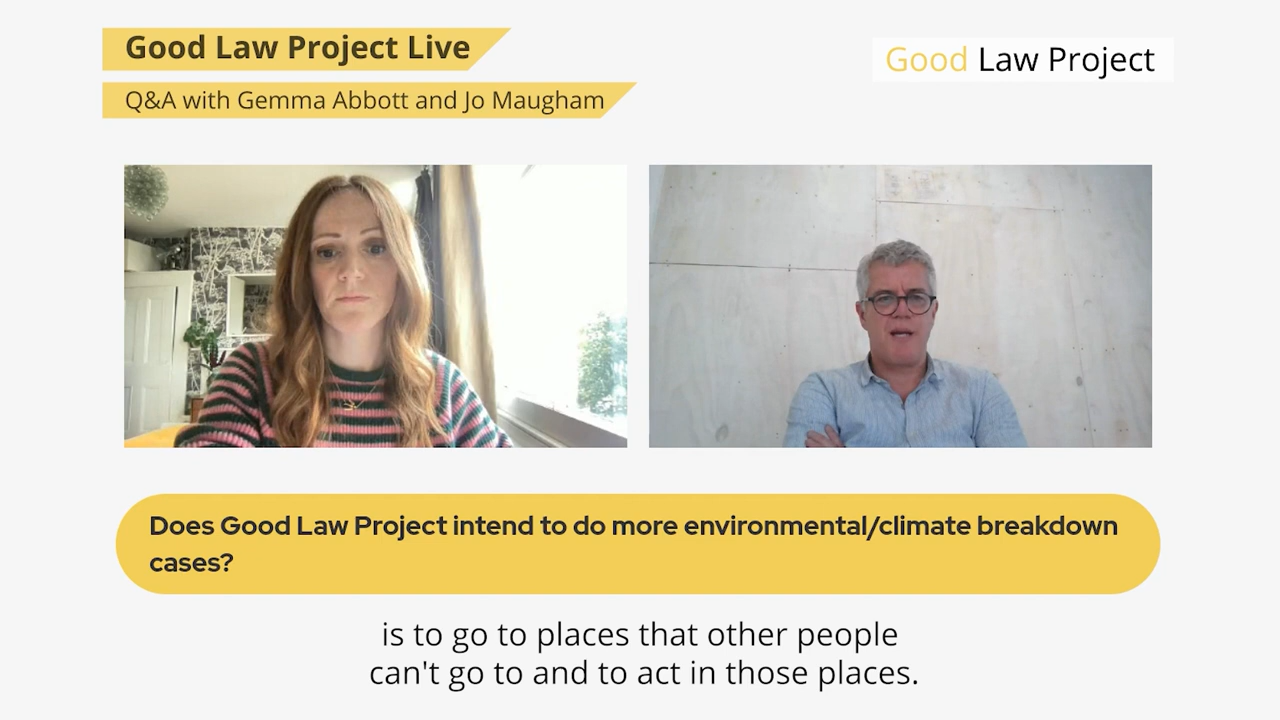 Good Law Project Live
Good Law Project
Q&A with Gemma Abbott and Jo Maugham
Does Good Law Project intend to do more environmental/climate breakdown
cases?
is to go to places that other people
can't go to and to act in those places.